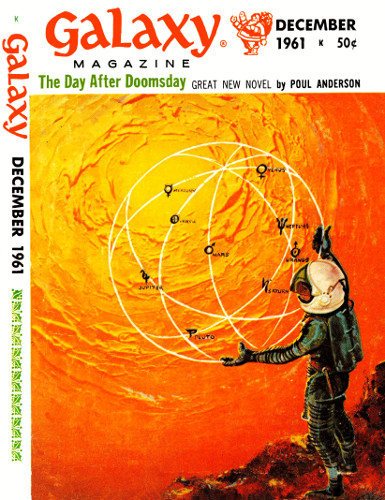 K
GALAXY
DECEMBER 1961
GALAXY®
MAGAZINE
DECEMBER
1961 K 50¢
The Day After Doomsday GREAT NEW NOVEL by POUL ANDERSON
VENUS
MERCURY
EARTH
NEPTUNE
MARS
URANUS
JUPITER
SATURN
PLUTO